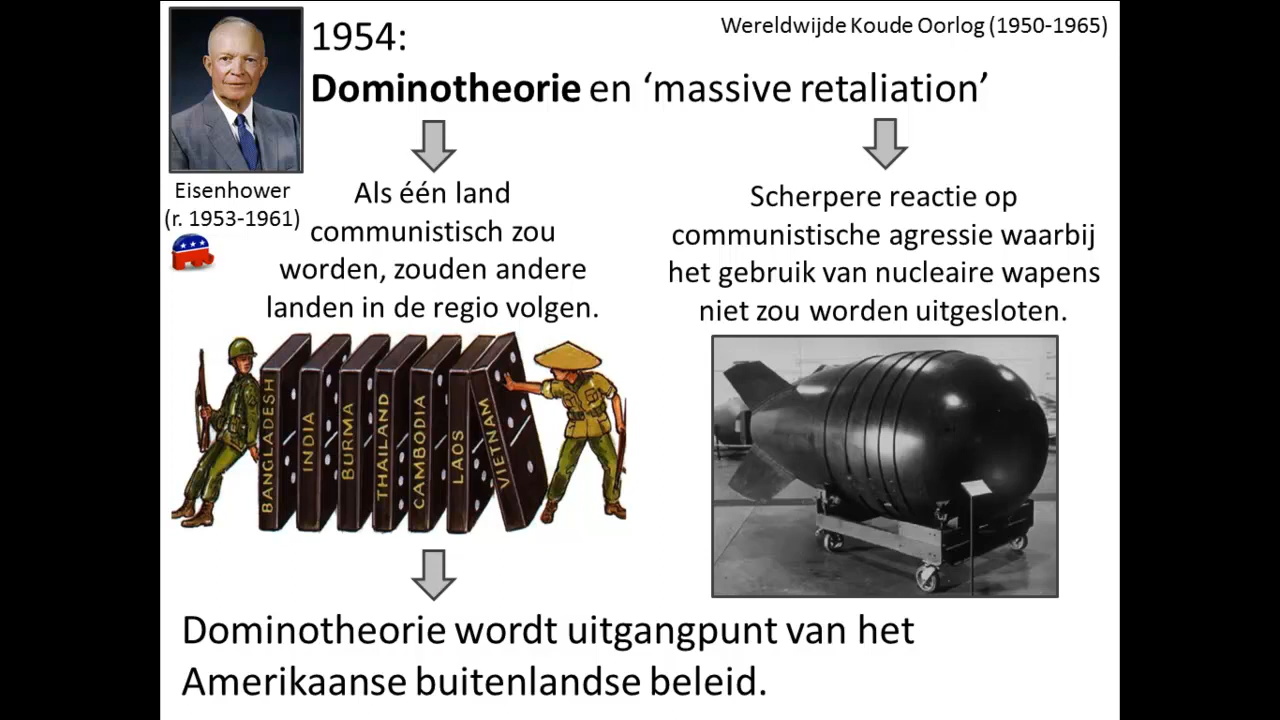 Wereldwijde Koude Oorlog (1950-1965)
1954:
Dominotheorie en ‘massive retaliation’
Eisenhower
(r. 1953-1961)
Als één land
communistisch zou
worden, zouden andere
landen in de regio volgen.
Scherpere reactie op
communistische agressie waarbij
het gebruik van nucleaire wapens
niet zou worden uitgesloten.
BANGLADESH
INDIA
BURMA
THAILAND
CAMBODIA
LAOS
VIETNAM
Dominotheorie wordt uitgangpunt van het
Amerikaanse buitenlandse beleid.